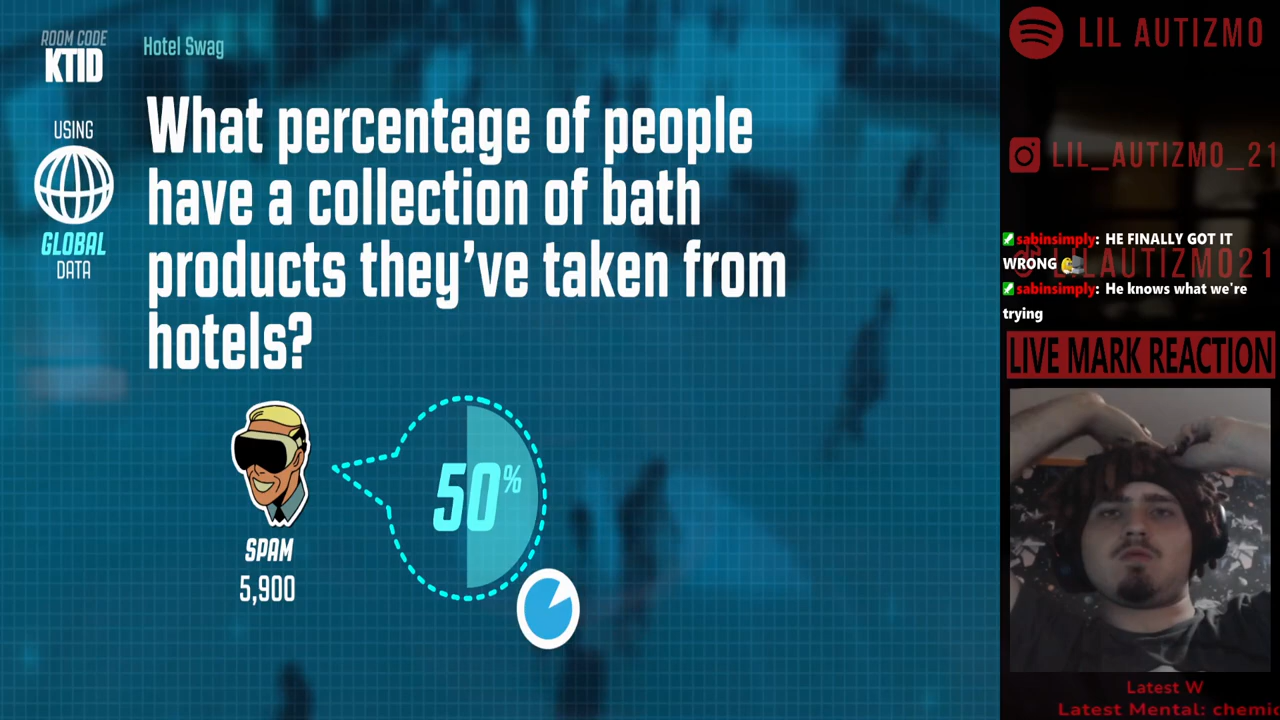 ROOM CODE
KTID
Hotel Swag
USING
GLOBAL
DATA
What percentage of people
have a collection of bath
products they've taken from
hotels?
50%
SPAM
5,900
LIL AUTIZMO
LIL_AUTIZMO_21
sabinsimply: HE FINALLY GOT IT
WRONG
LILAUTIZMO21
sabinsimply: He knows what we're
trying
LIVE MARK REACTION
Latest W
Latest Mental: chemi